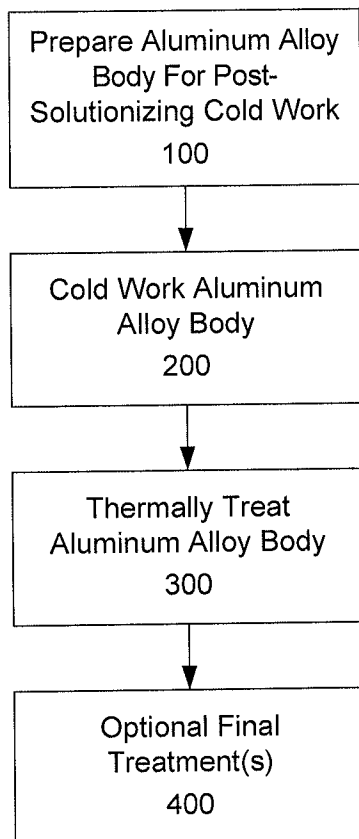 Prepare Aluminum Alloy
Body For Post-
Solutionizing Cold Work
100
Cold Work Aluminum
Alloy Body
200
Thermally Treat
Aluminum Alloy Body
300
Optional Final
Treatment(s)
400